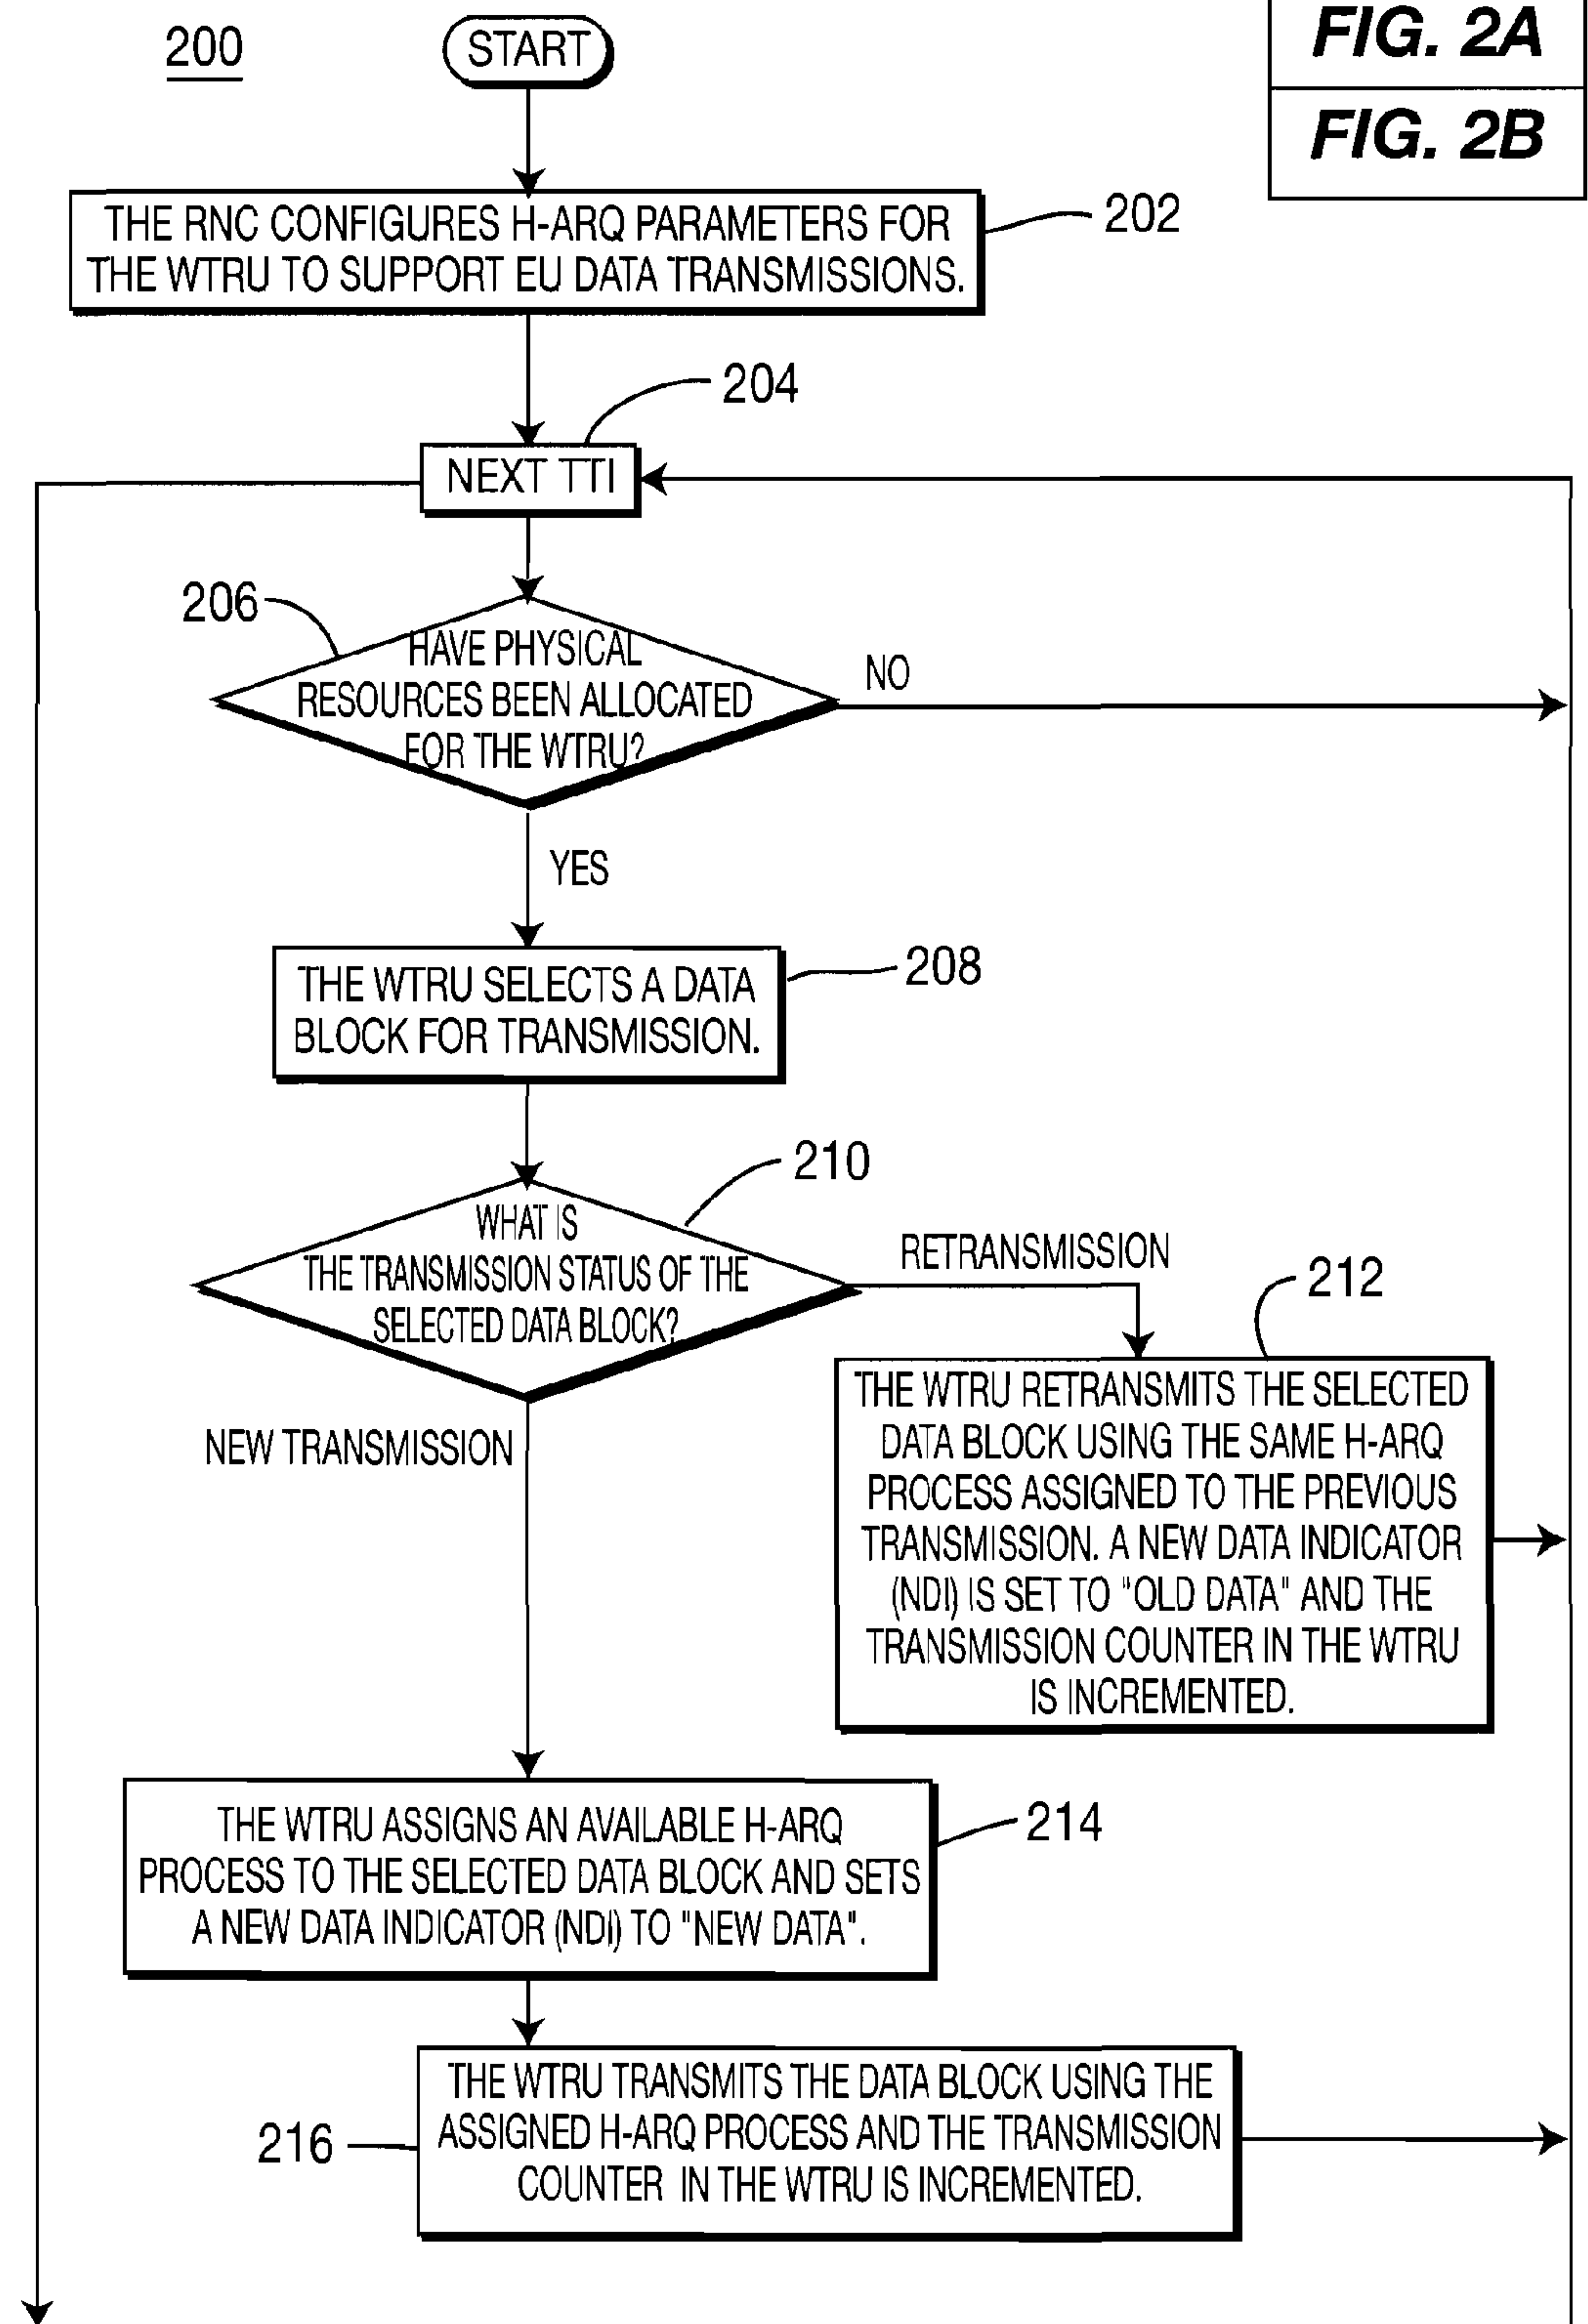 200
START
FIG. 2A
FIG. 2B
THE RNC CONFIGURES H-ARQ PARAMETERS FOR
THE WTRU TO SUPPORT EU DATA TRANSMISSIONS.
202
204
NEXT TTI
206
HAVE PHYSICAL
RESOURCES BEEN ALLOCATED
FOR THE WTRU?
NO
YES
THE WTRU SELECTS A DATA
BLOCK FOR TRANSMISSION.
208
210
WHAT IS
THE TRANSMISSION STATUS OF THE
SELECTED DATA BLOCK?
RETRANSMISSION
212
NEW TRANSMISSION
THE WTRU RETRANSMITS THE SELECTED
DATA BLOCK USING THE SAME H-ARQ
PROCESS ASSIGNED TO THE PREVIOUS
TRANSMISSION. A NEW DATA INDICATOR
(NDI) IS SET TO "OLD DATA" AND THE
TRANSMISSION COUNTER IN THE WTRU
IS INCREMENTED.
THE WTRU ASSIGNS AN AVAILABLE H-ARQ
PROCESS TO THE SELECTED DATA BLOCK AND SETS
A NEW DATA INDICATOR (NDI) TO "NEW DATA".
214
216
THE WTRU TRANSMITS THE DATA BLOCK USING THE
ASSIGNED H-ARQ PROCESS AND THE TRANSMISSION
COUNTER IN THE WTRU IS INCREMENTED.